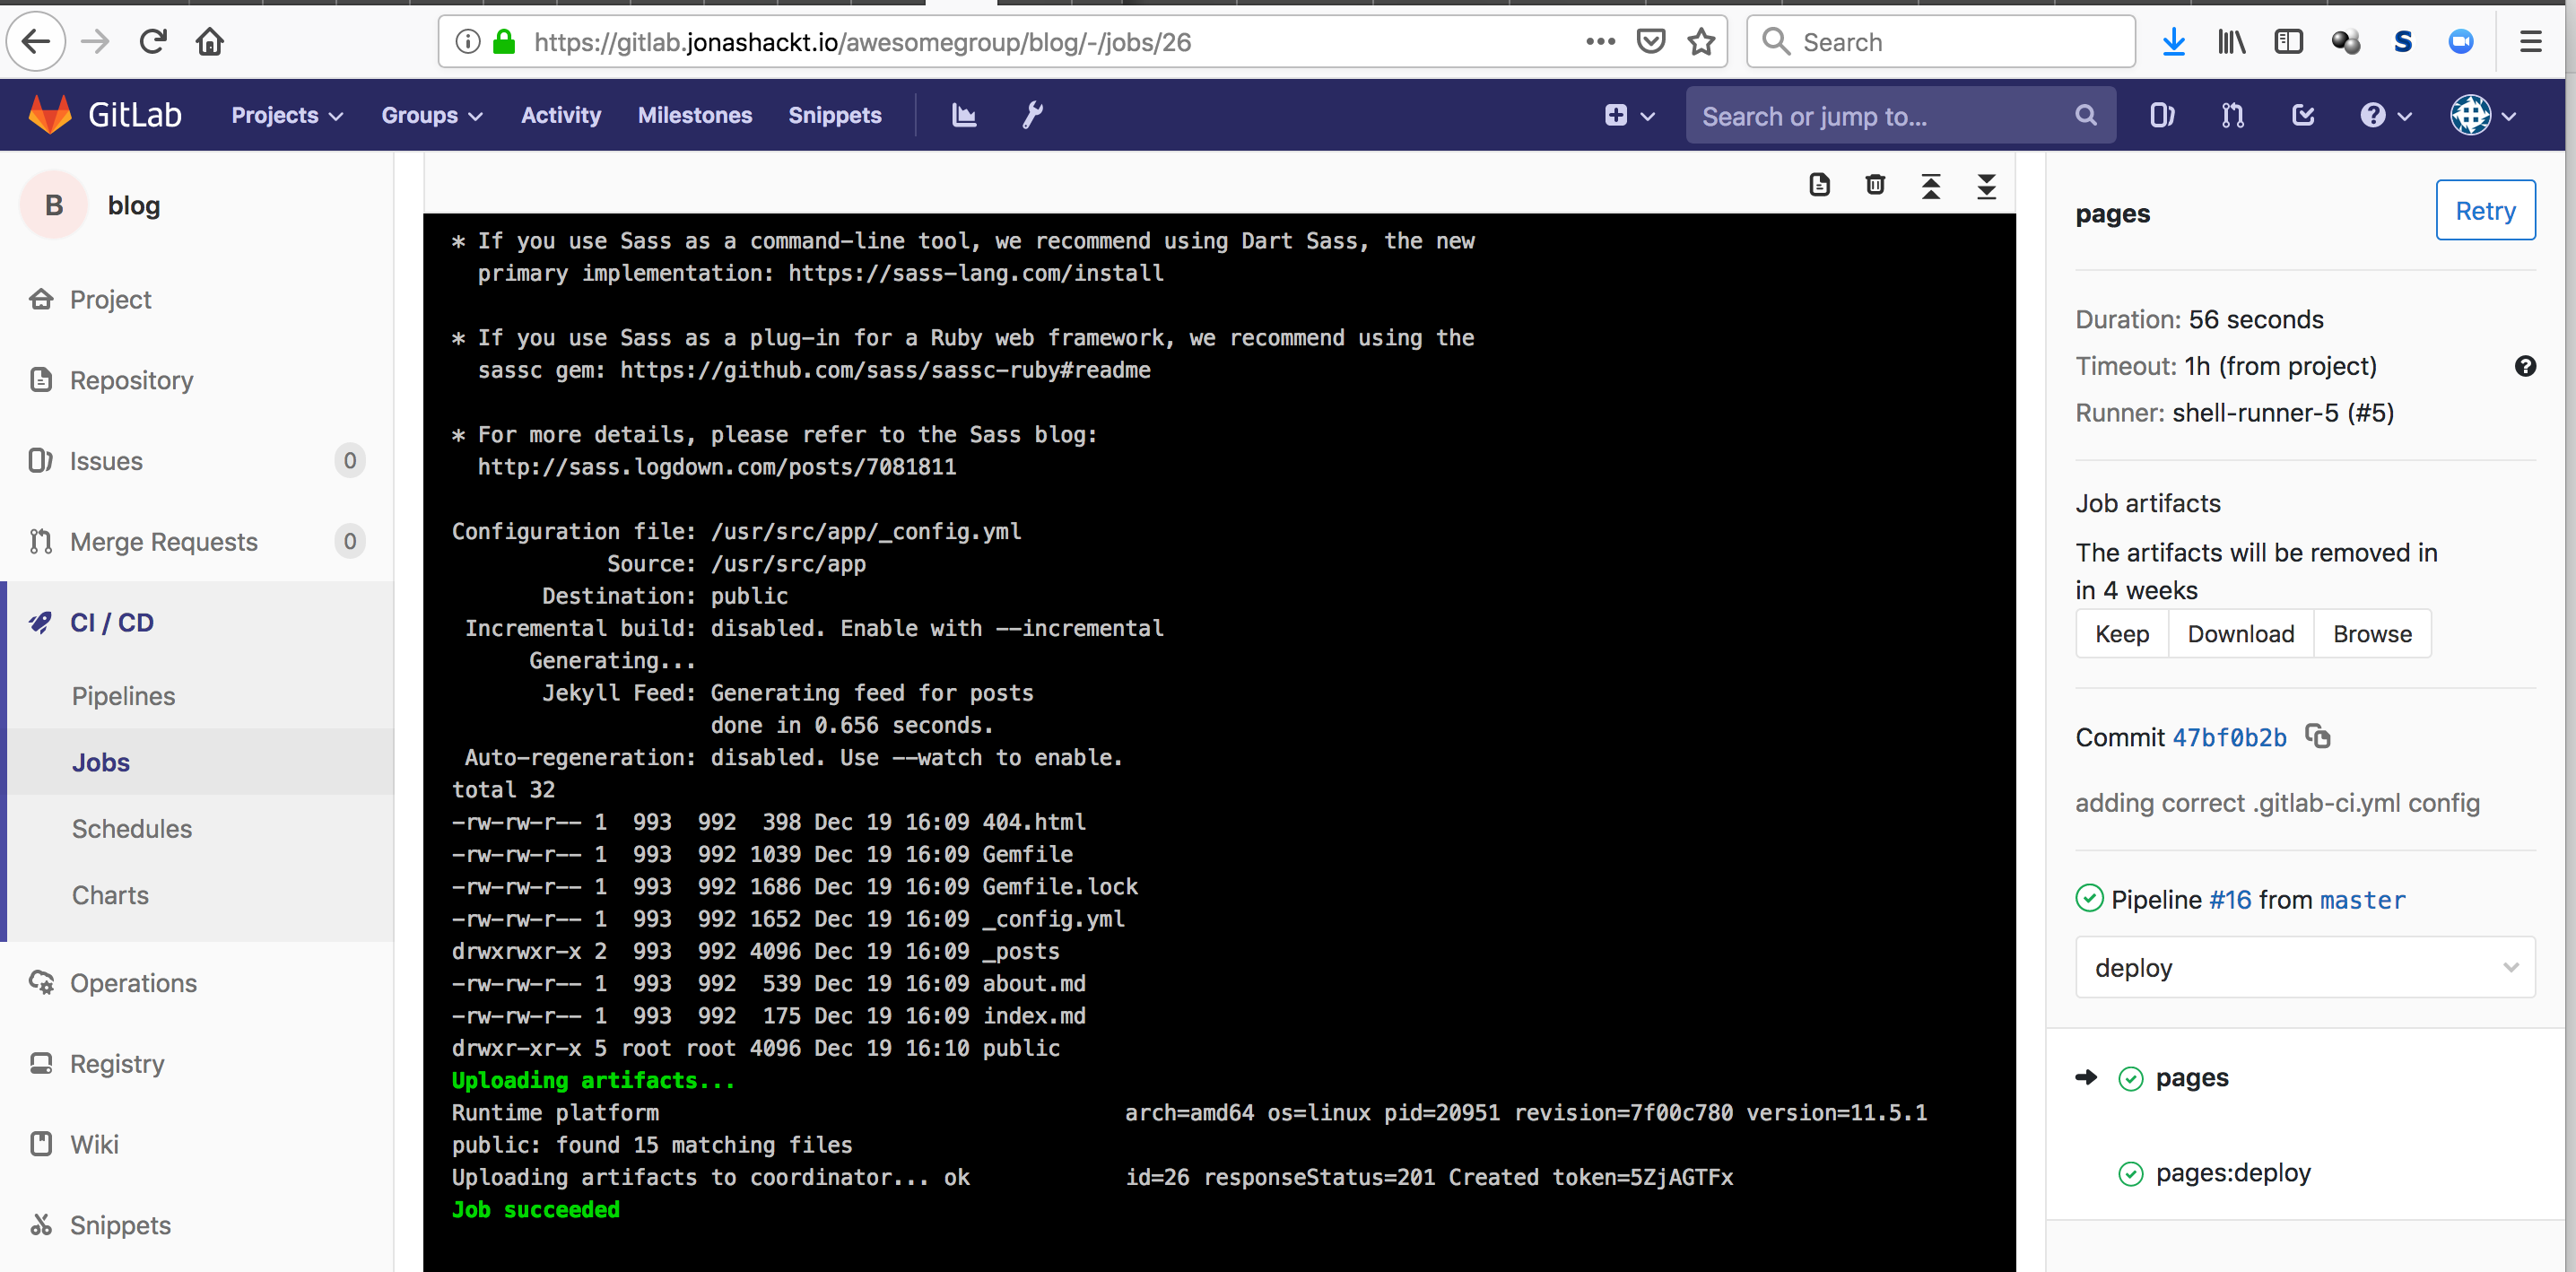 https://gitlab.jonashackt.io/awesomegroup/blog/-/jobs/26
Search
S
GitLab
Projects
Groups
Activity
Milestones
Snippets
Search or jump to...
B
blog
Project
Repository
Issues 0
Merge Requests 0
CI / CD
Pipelines
Jobs
Schedules
Charts
Operations
Registry
Wiki
Snippets
* If you use Sass as a command-line tool, we recommend using Dart Sass, the new
primary implementation: https://sass-lang.com/install
* If you use Sass as a plug-in for a Ruby web framework, we recommend using the
sassc gem: https://github.com/sass/sassc-ruby#readme
* For more details, please refer to the Sass blog:
http://sass.logdown.com/posts/7081811
Configuration file: /usr/src/app/_config.yml
Source: /usr/src/app
Destination: public
Incremental build: disabled. Enable with --incremental
Generating...
Jekyll Feed: Generating feed for posts
done in 0.656 seconds.
Auto-regeneration: disabled. Use --watch to enable.
total 32
-rw-rw-r-- 1 993 992 398 Dec 19 16:09 404.html
-rw-rw-r-- 1 993 992 1039 Dec 19 16:09 Gemfile
-rw-rw-r-- 1 993 992 1686 Dec 19 16:09 Gemfile.lock
-rw-rw-r-- 1 993 992 1652 Dec 19 16:09 _config.yml
drwxrwxr-x 2 993 992 4096 Dec 19 16:09 _posts
-rw-rw-r-- 1 993 992 539 Dec 19 16:09 about.md
-rw-rw-r-- 1 993 992 175 Dec 19 16:09 index.md
drwxr-xr-x 5 root root 4096 Dec 19 16:10 public
Uploading artifacts...
Runtime platform arch=amd64 os=linux pid=20951 revision=7f00c780 version=11.5.1
public: found 15 matching files
Uploading artifacts to coordinator... ok id=26 responseStatus=201 Created token=5ZjAGTFx
Job succeeded
pages
Retry
Duration: 56 seconds
Timeout: 1h (from project)
Runner: shell-runner-5 (#5)
Job artifacts
The artifacts will be removed in
in 4 weeks
Keep
Download
Browse
Commit 47bf0b2b
adding correct .gitlab-ci.yml config
Pipeline #16 from master
deploy
pages
pages:deploy